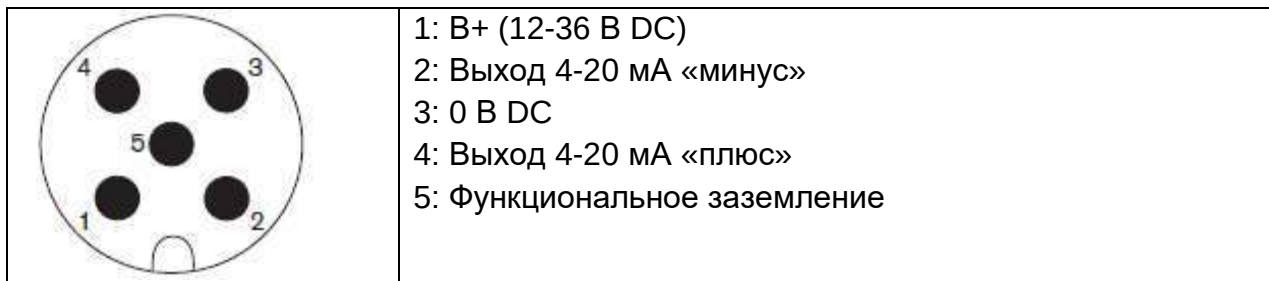 4 3
5
1 2
1: В+ (12-36 В DC)
2: Выход 4-20 мА «минус»
3: 0 В DC
4: Выход 4-20 мА «плюс»
5: Функциональное заземление